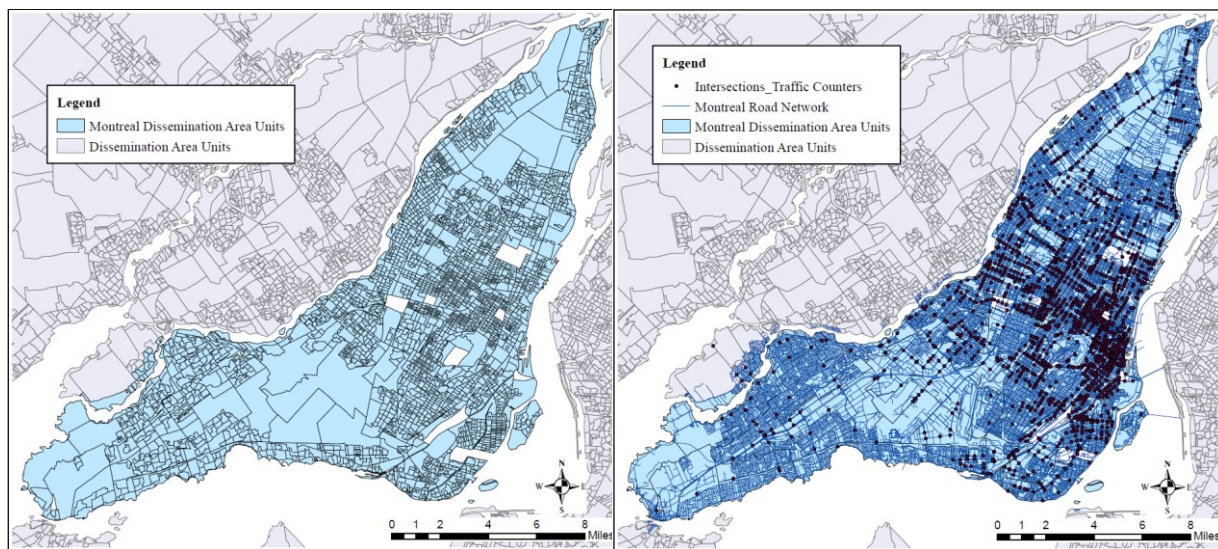 Legend
Montreal Dissemination Area Units
Dissemination Area Units
N
W E
S
0 1 2 4 6 8
Miles
Legend
Intersections_Traffic Counters
Montreal Road Network
Montreal Dissemination Area Units
Dissemination Area Units
N
W E
S
0 1 2 4 6 8
Miles